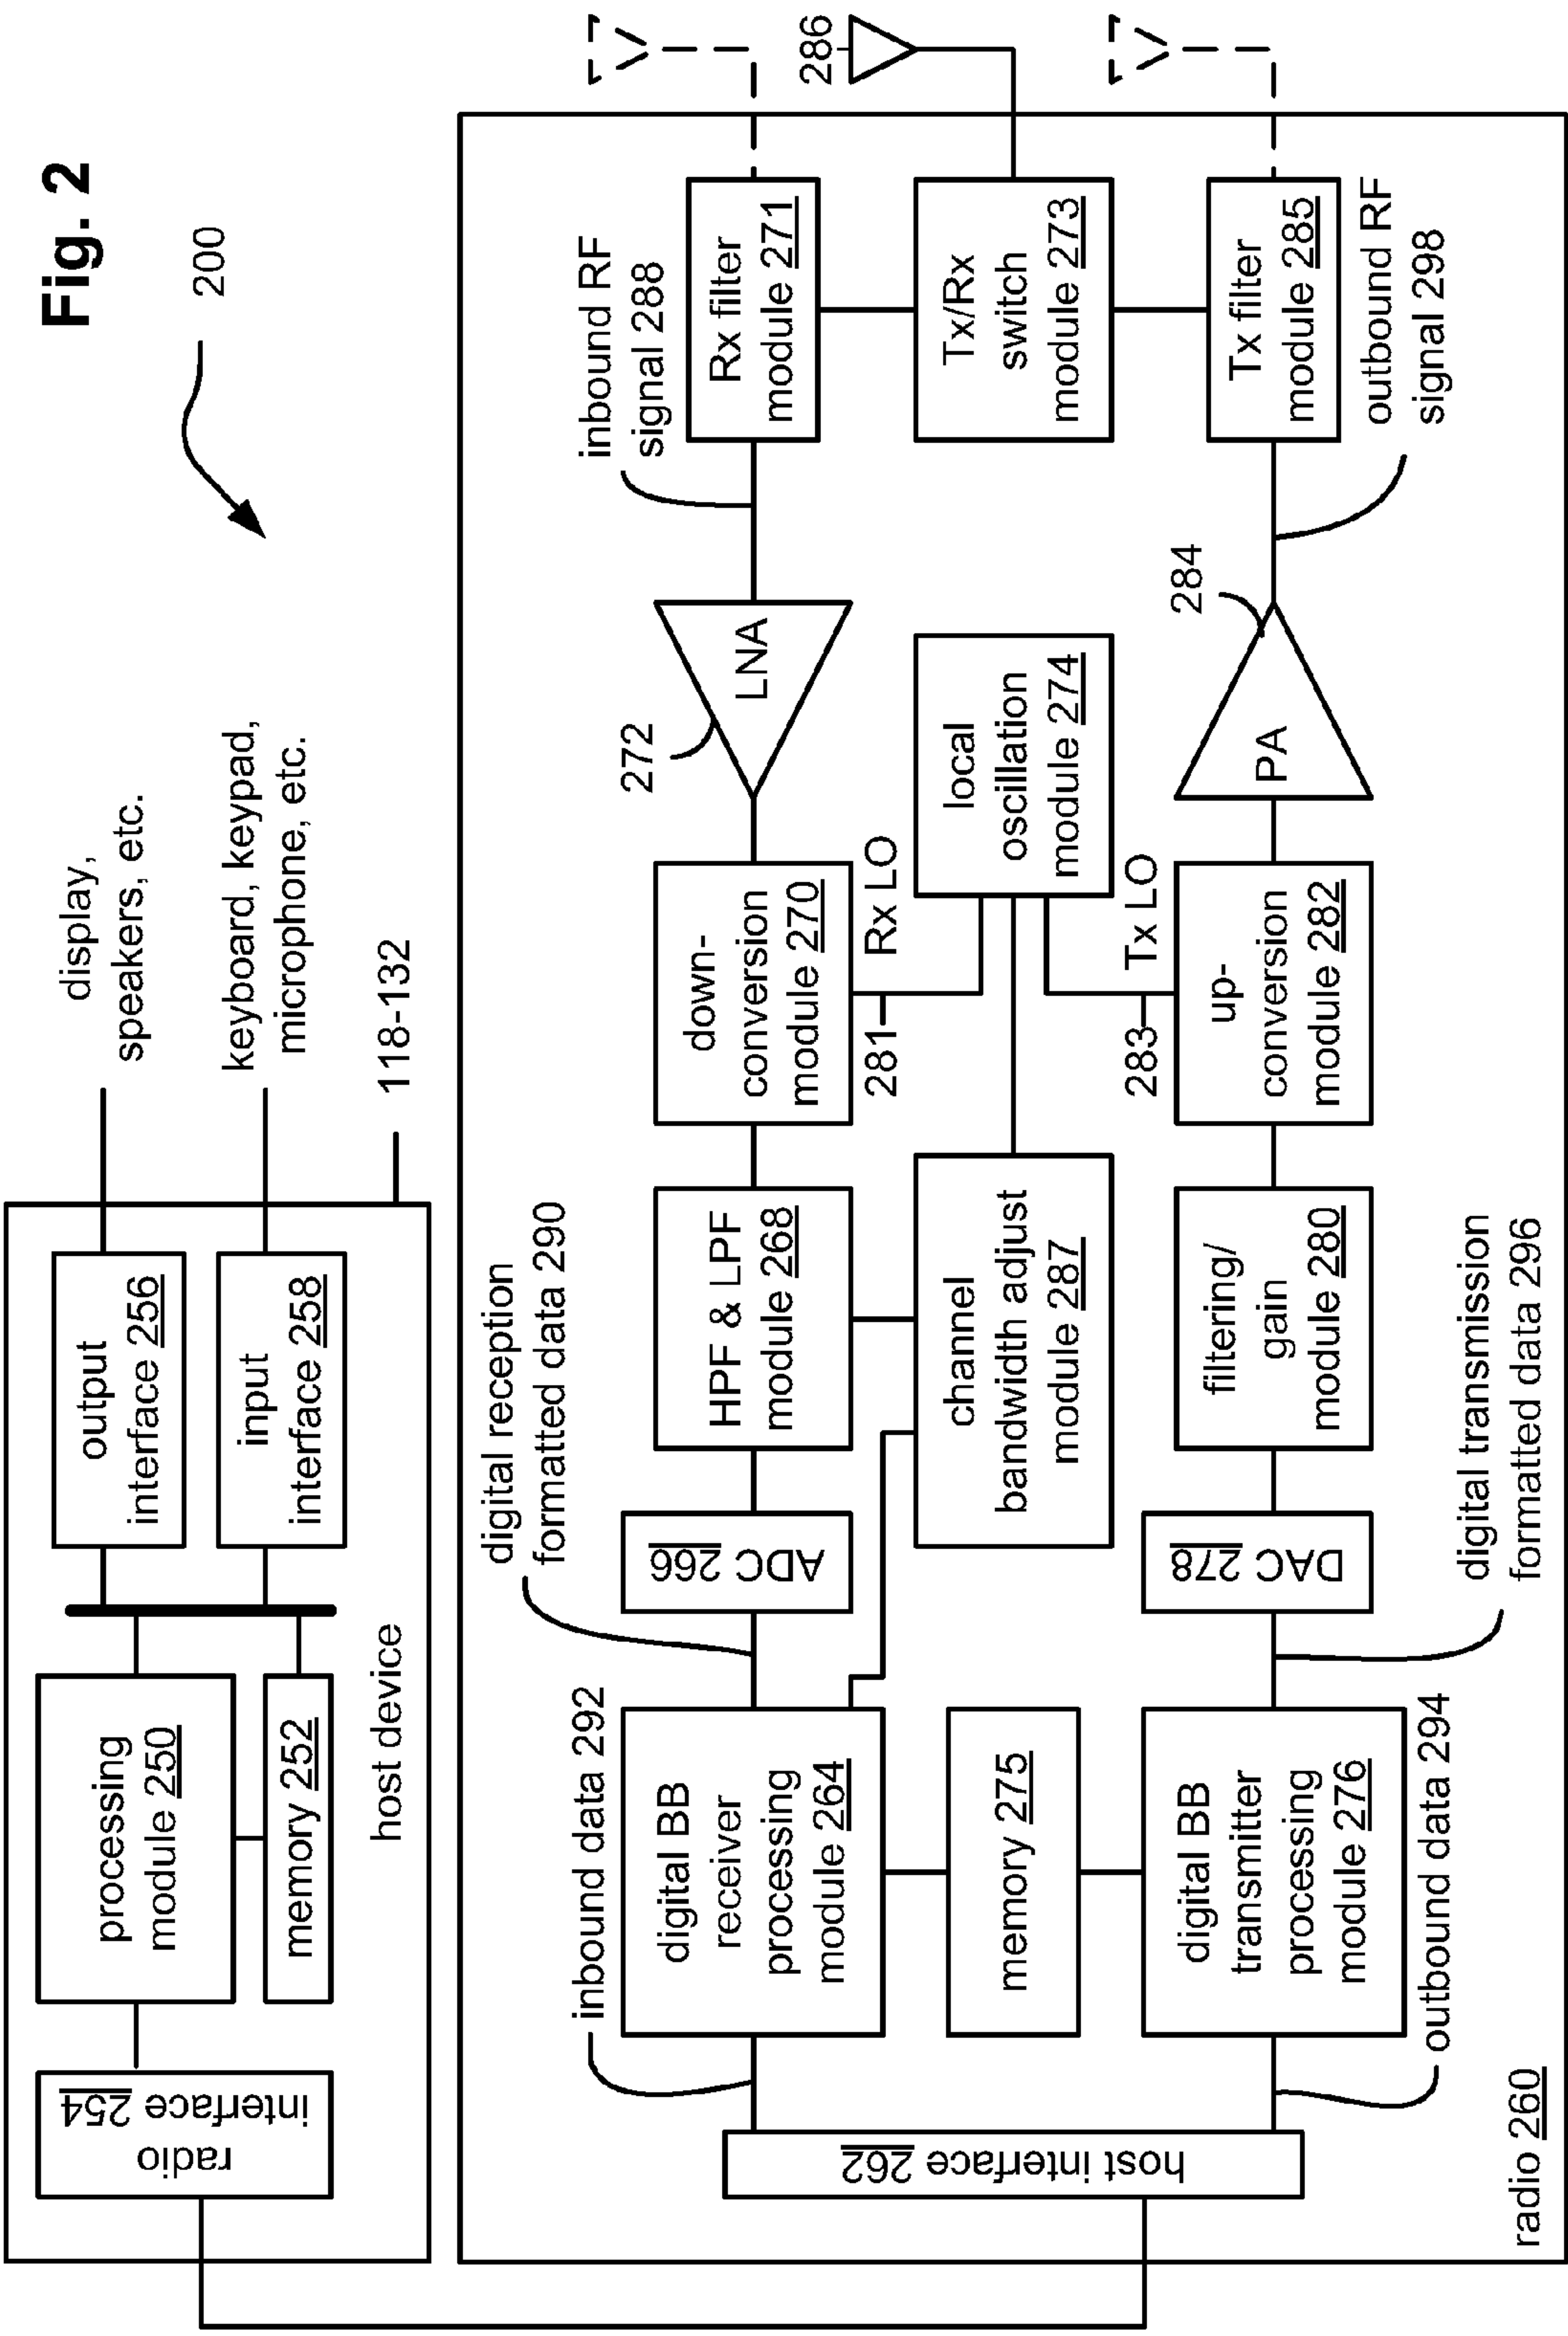 Fig. 2
200
display,
speakers, etc.
keyboard, keypad,
microphone, etc.
118-132
output
interface 256
input
interface 258
processing
module 250
memory 252
host device
radio
interface 254
inbound RF
signal 288
Rx filter
module 271
286
Tx/Rx
switch
module 273
Tx filter
module 285
outbound RF
signal 298
LNA
272
284
PA
local
oscillation
module 274
down-
conversion
module 270
281
Rx LO
Tx LO
283
up-
conversion
module 282
HPF & LPF
module 268
channel
bandwidth adjust
module 287
filtering/
gain
module 280
digital reception
formatted data 290
ADC 266
DAC 278
digital transmission
formatted data 296
inbound data 292
digital BB
receiver
processing
module 264
memory 275
digital BB
transmitter
processing
module 276
outbound data 294
host interface 262
radio 260